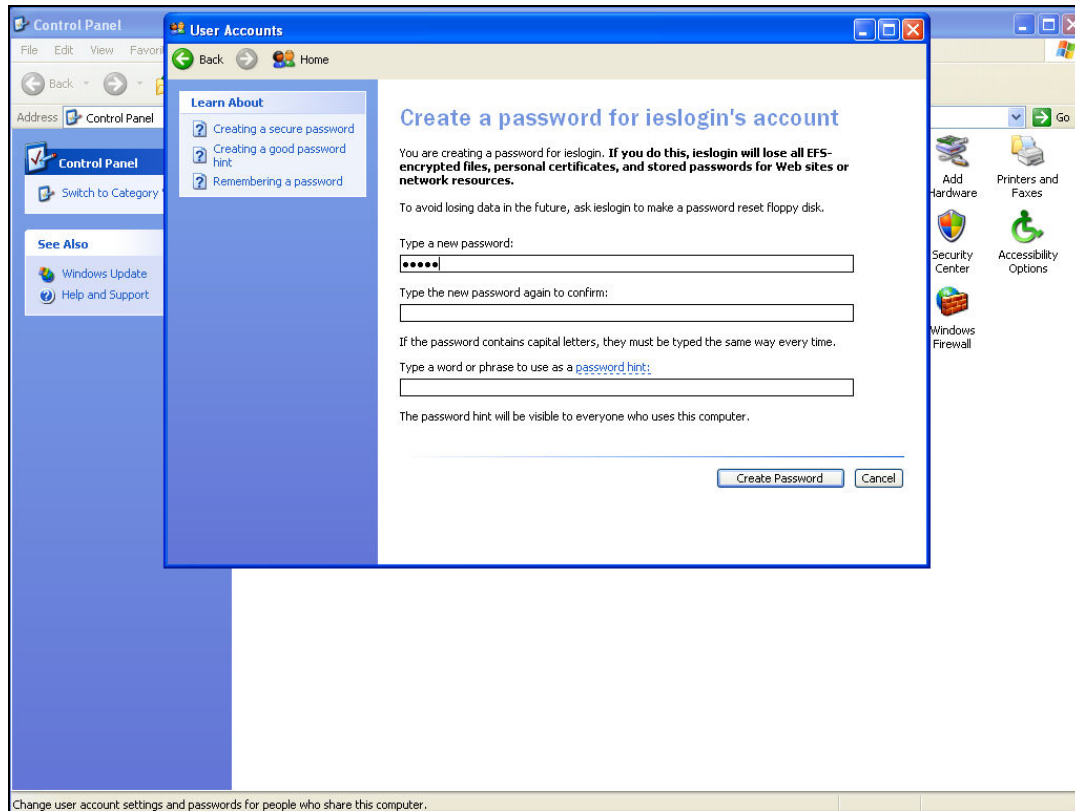 Control Panel
File Edit View Favori
Back
Address Control Panel
Go
Control Panel
Switch to Category
See Also
Windows Update
Help and Support
User Accounts
Back Home
Learn About
Creating a secure password
Creating a good password
hint
Remembering a password
Create a password for ieslogin's account
You are creating a password for ieslogin. If you do this, ieslogin will lose all EFS-
encrypted files, personal certificates, and stored passwords for Web sites or
network resources.
To avoid losing data in the future, ask ieslogin to make a password reset floppy disk.
Type a new password:
•••••
Type the new password again to confirm:
If the password contains capital letters, they must be typed the same way every time.
Type a word or phrase to use as a password hint:
The password hint will be visible to everyone who uses this computer.
Create Password Cancel
Add
Hardware
Printers and
Faxes
Security
Center
Accessibility
Options
Windows
Firewall
Change user account settings and passwords for people who share this computer.